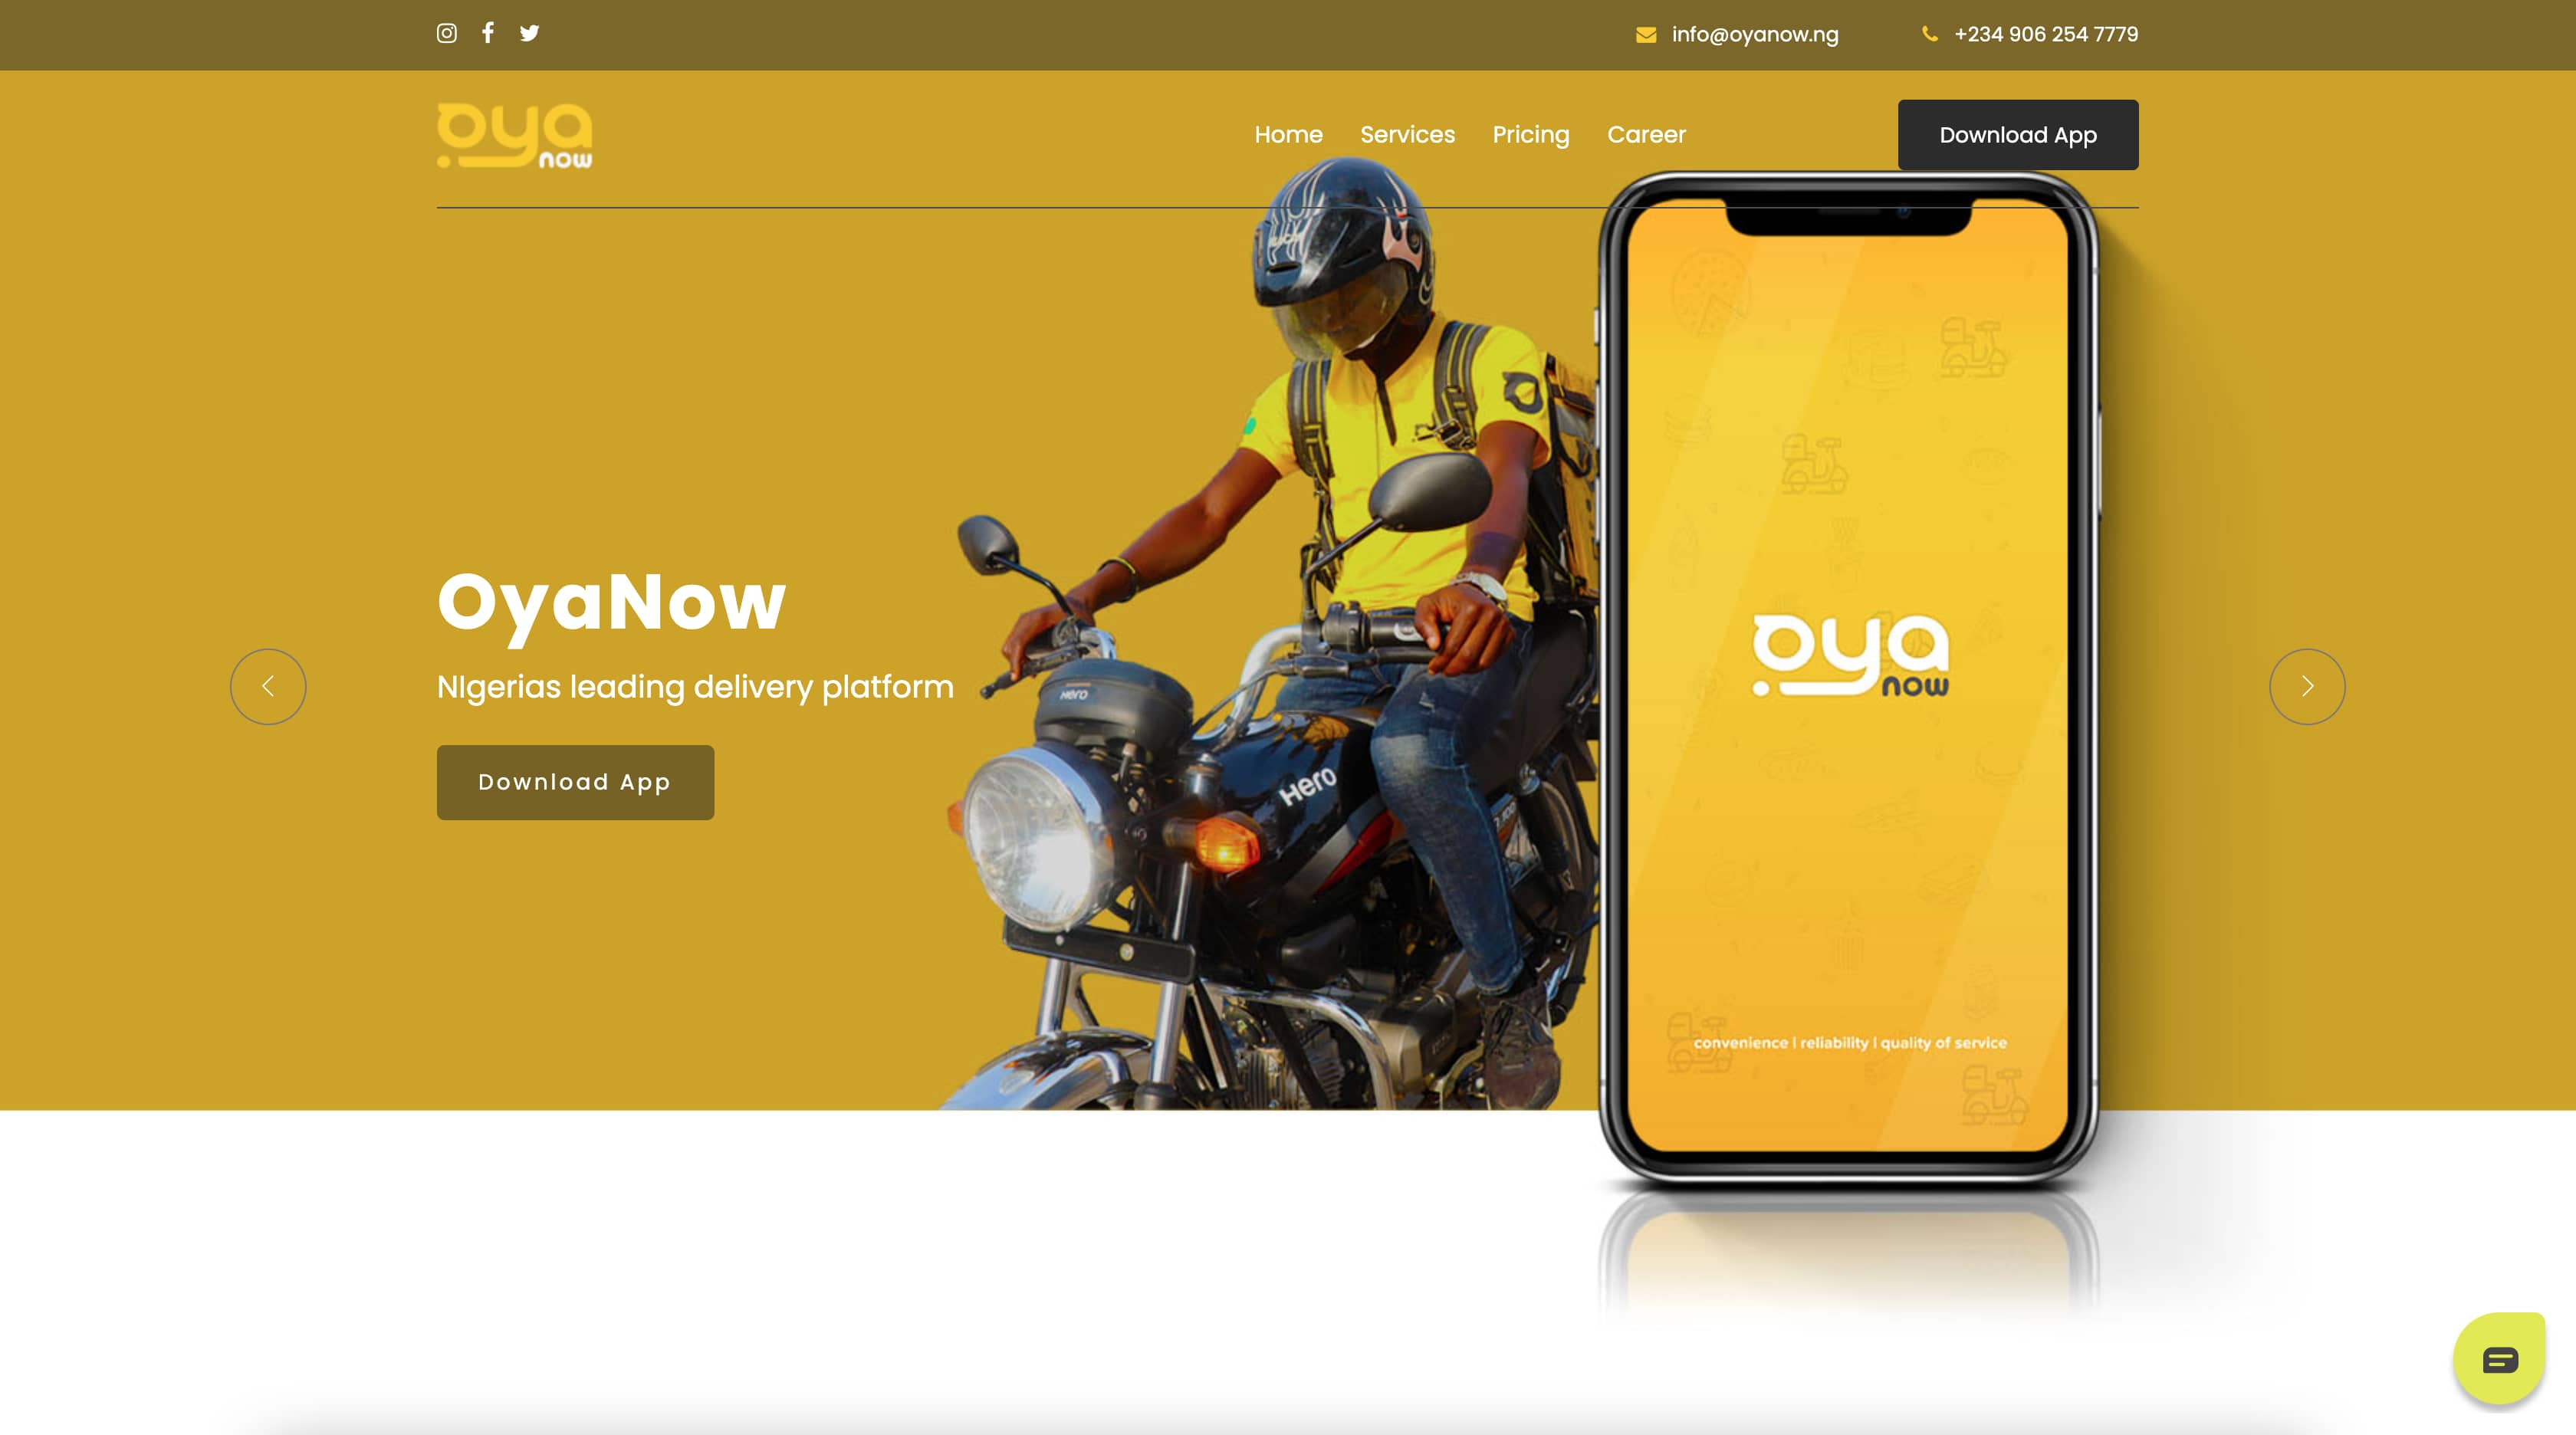 info@oyanow.ng
+234 906 254 7779
oya
now
Home
Services
Pricing
Career
Download App
OyaNow
NIgerias leading delivery platform
Download App
Hero
Hero
oya
now
convenience | reliability | quality of service